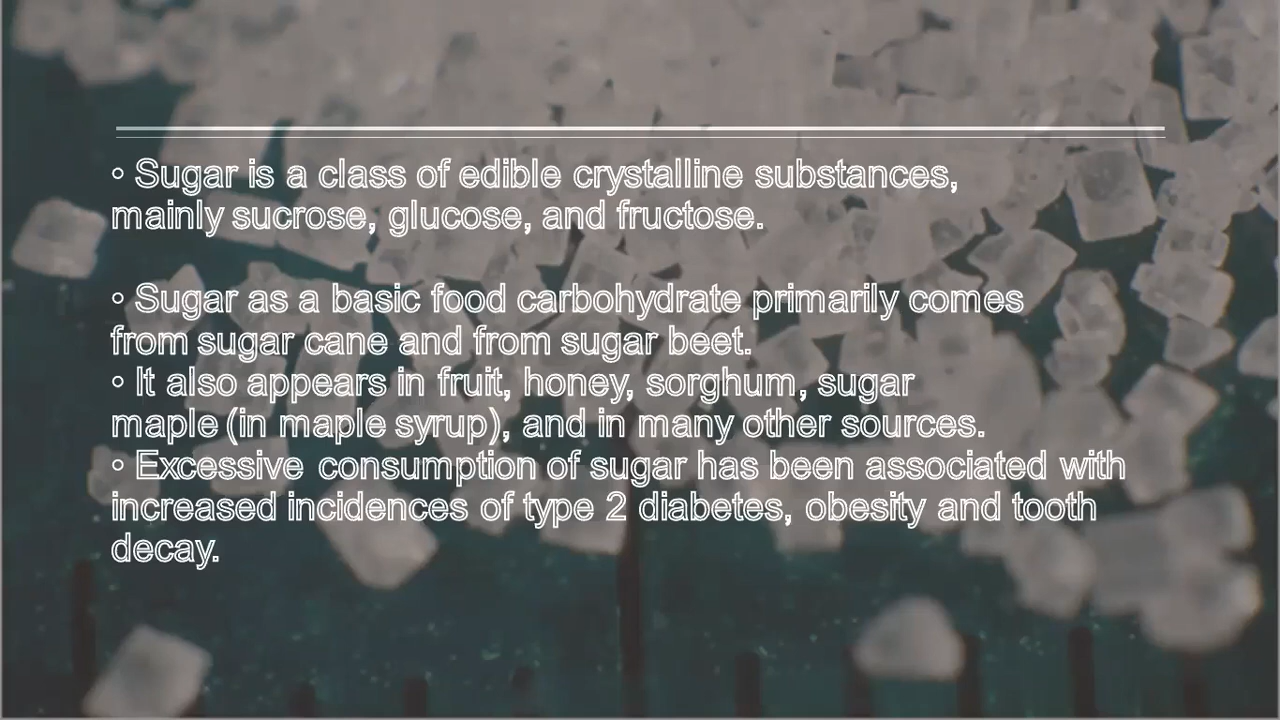 • Sugar is a class of edible crystalline substances,
mainly sucrose, glucose, and fructose.
• Sugar as a basic food carbohydrate primarily comes
from sugar cane and from sugar beet.
• It also appears in fruit, honey, sorghum, sugar
maple (in maple syrup), and in many other sources.
• Excessive consumption of sugar has been associated with
increased incidences of type 2 diabetes, obesity and tooth
decay.